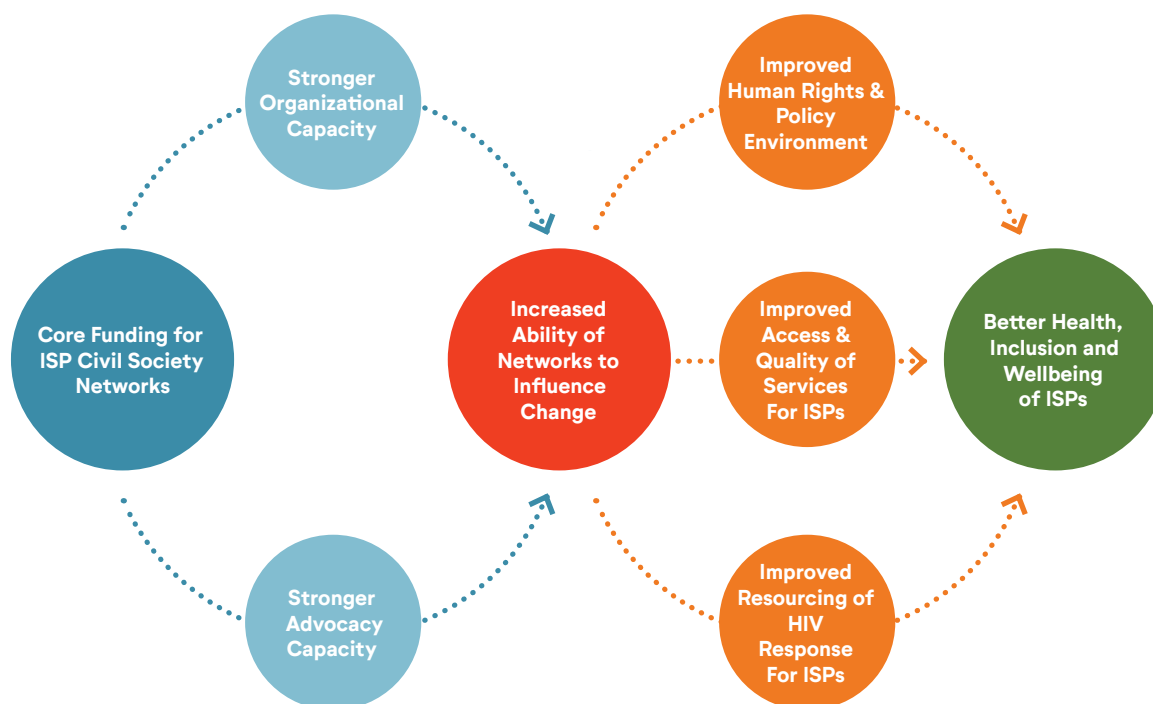 Core Funding for
ISP Civil Society
Networks
Stronger
Organizational
Capacity
Stronger
Advocacy
Capacity
Increased
Ability of
Networks to
Influence
Change
Improved
Human Rights &
Policy
Environment
Improved
Access &
Quality of
Services
For ISPs
Improved
Resourcing of
HIV
Response
For ISPs
Better Health,
Inclusion and
Wellbeing
of ISPs